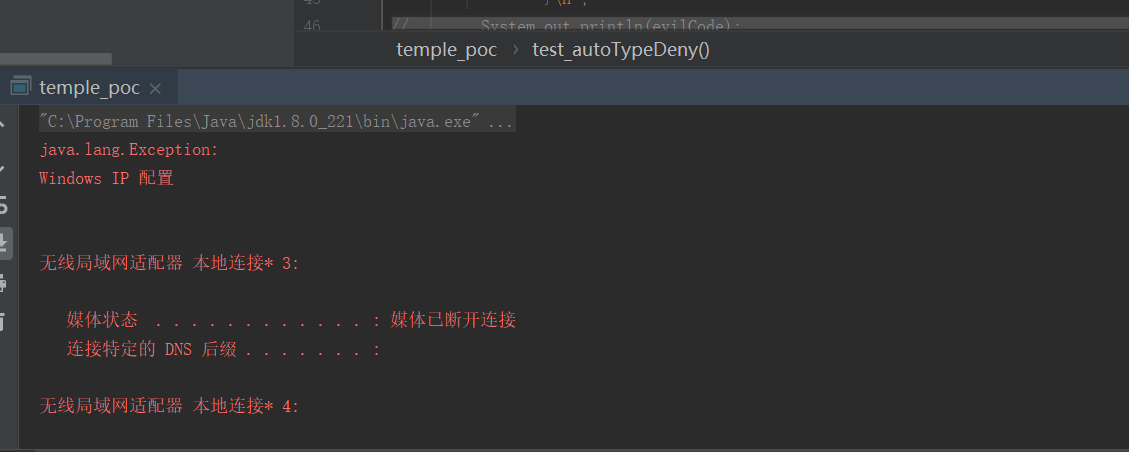 46 // System.out.println(evilCode);
temple_poc › test_autoTypeDeny()
temple_poc ×
"C:\Program Files\Java\jdk1.8.0_221\bin\java.exe" ...
java.lang.Exception:
Windows IP 配置
无线局域网适配器 本地连接* 3:
媒体状态 . . . . . . . . . . . . : 媒体已断开连接
连接特定的 DNS 后缀 . . . . . . . :
无线局域网适配器 本地连接* 4: